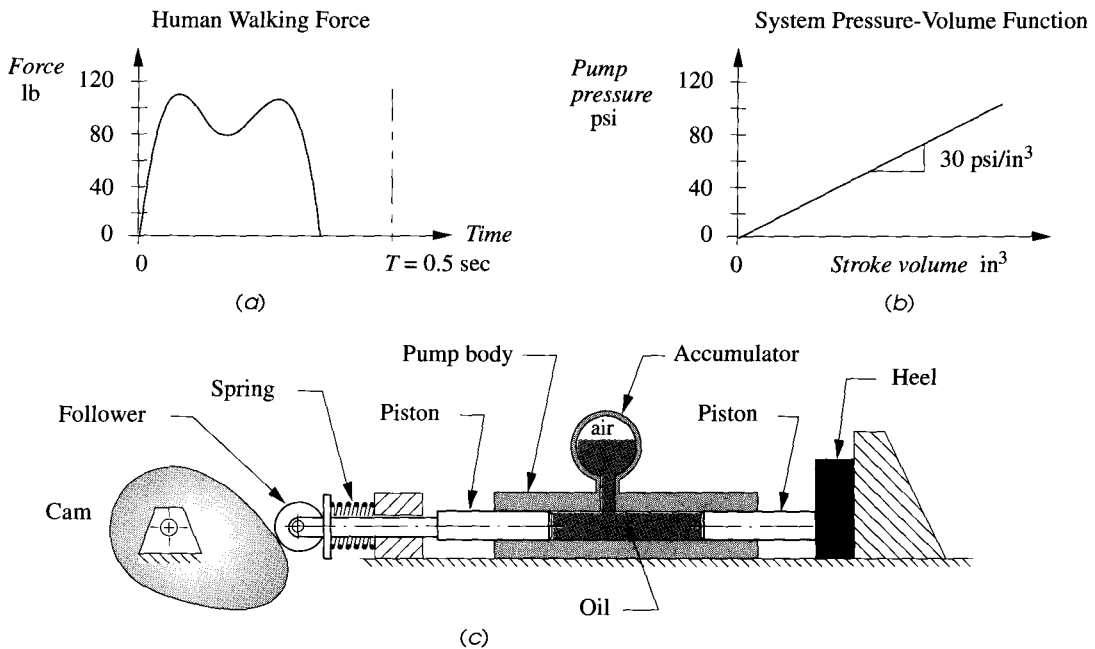 Human Walking Force
Force
lb
120
80
40
0
0
Time
T = 0.5 sec
(a)
System Pressure-Volume Function
Pump
pressure
psi
120
80
40
0
0
30 psi/in³
Stroke volume in³
(b)
Pump body
Accumulator
Heel
Spring
Follower
Piston
air
Piston
Cam
Oil
(c)